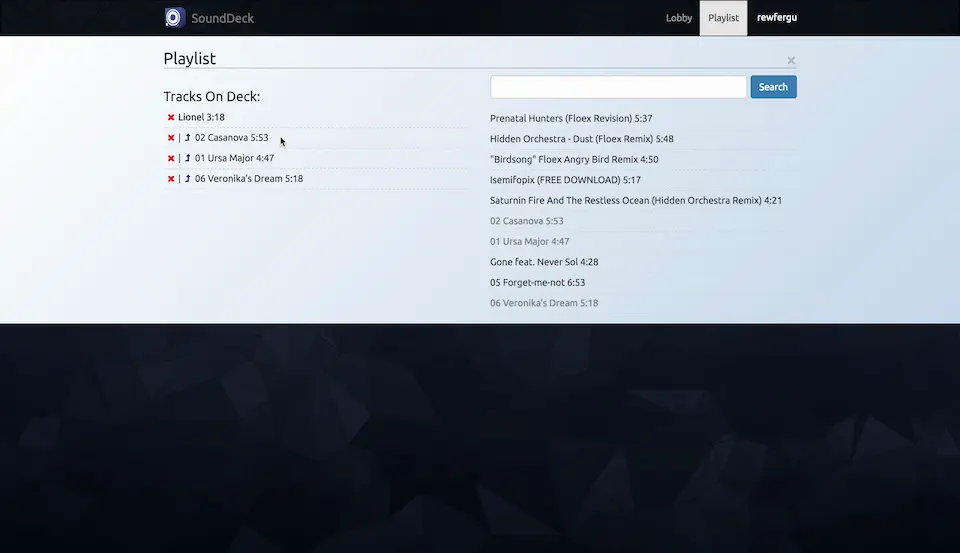 SoundDeck
Lobby
Playlist
rewfergu
Playlist
×
Tracks On Deck:
Lionel 3:18
| 02 Casanova 5:53
| 01 Ursa Major 4:47
| 06 Veronika's Dream 5:18
Search
Prenatal Hunters (Floex Revision) 5:37
Hidden Orchestra - Dust (Floex Remix) 5:48
"Birdsong" Floex Angry Bird Remix 4:50
Isemifopix (FREE DOWNLOAD) 5:17
Saturnin Fire And The Restless Ocean (Hidden Orchestra Remix) 4:21
02 Casanova 5:53
01 Ursa Major 4:47
Gone feat. Never Sol 4:28
05 Forget-me-not 6:53
06 Veronika's Dream 5:18